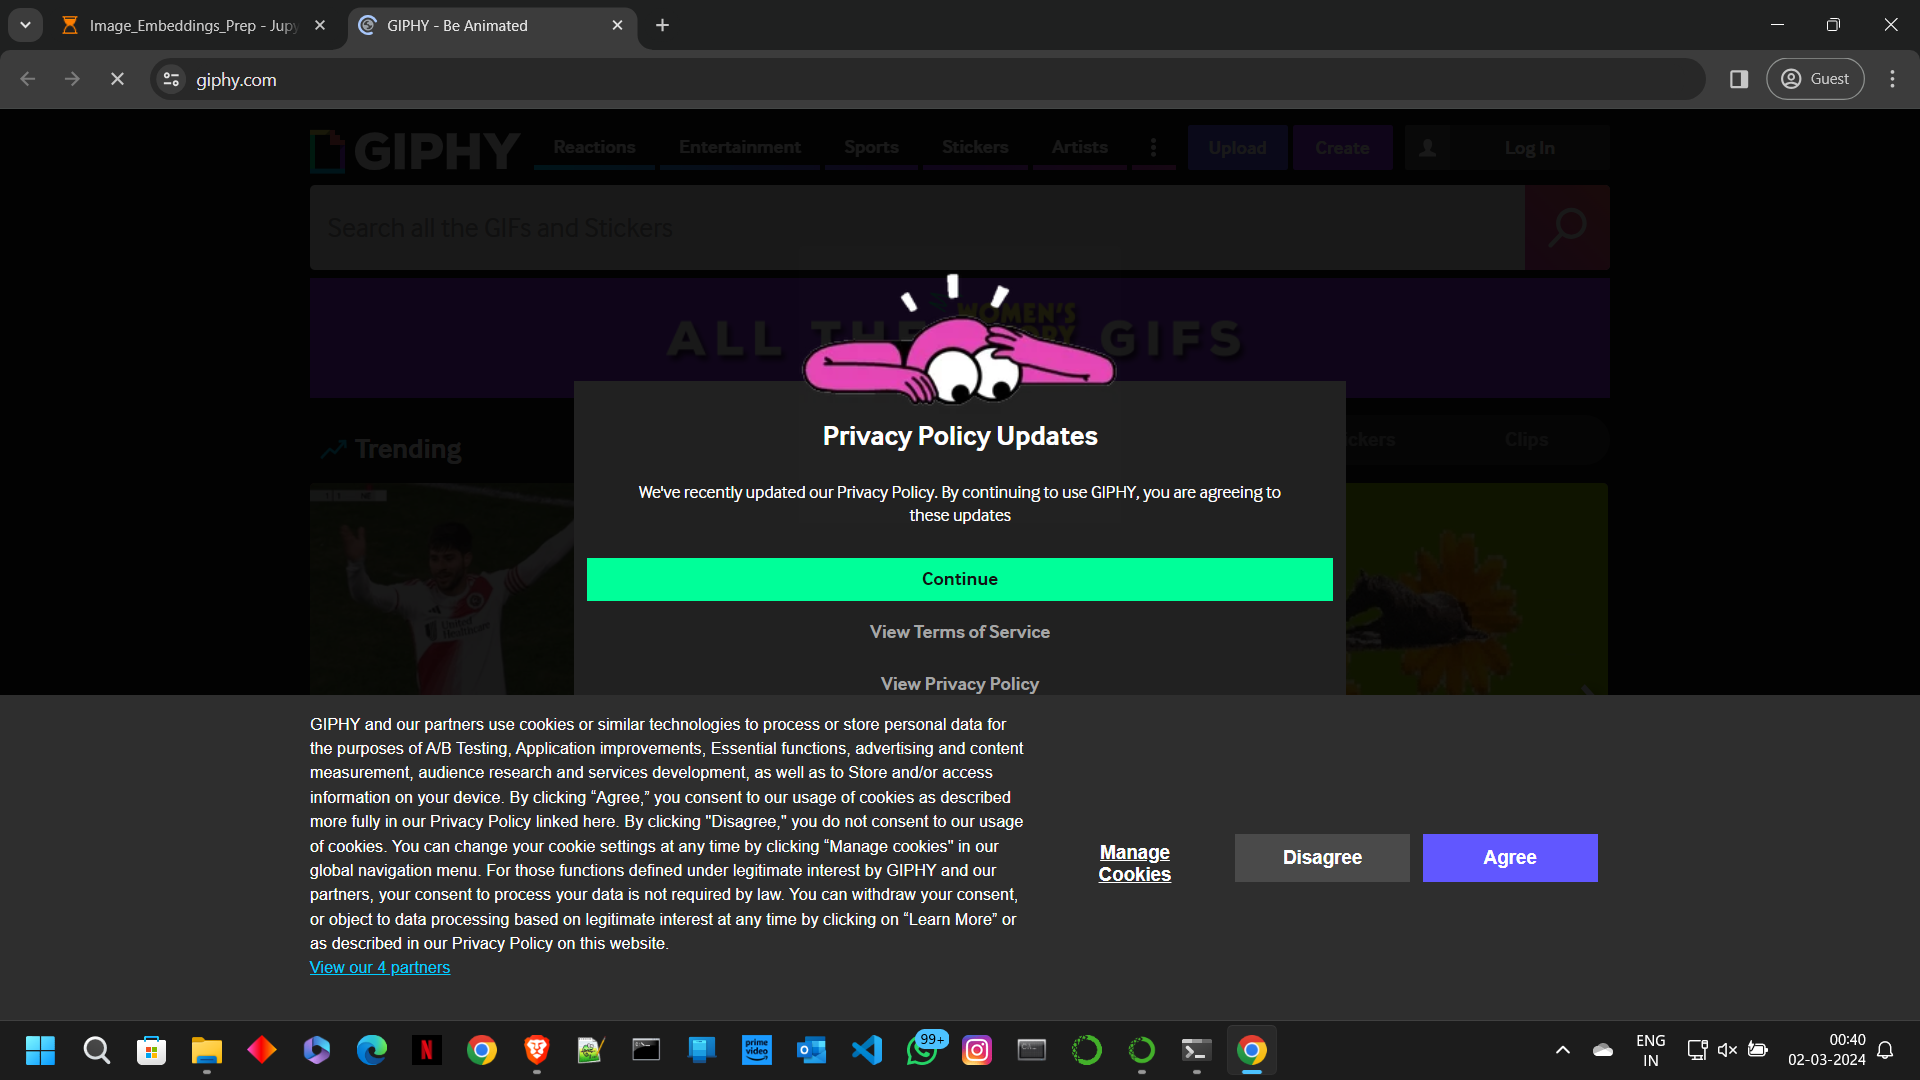 Image_Embeddings_Prep - Jupy
GIPHY - Be Animated
giphy.com
Guest
GIPHY
Reactions
Entertainment
Sports
Stickers
Artists
Upload
Create
Log In
Search all the GIFs and Stickers
ALL THE WOMEN'S GIFS
Trending
ckers
Clips
Privacy Policy Updates
We've recently updated our Privacy Policy. By continuing to use GIPHY, you are agreeing to
these updates
Continue
View Terms of Service
View Privacy Policy
GIPHY and our partners use cookies or similar technologies to process or store personal data for
the purposes of A/B Testing, Application improvements, Essential functions, advertising and content
measurement, audience research and services development, as well as to Store and/or access
information on your device. By clicking “Agree,” you consent to our usage of cookies as described
more fully in our Privacy Policy linked here. By clicking "Disagree," you do not consent to our usage
of cookies. You can change your cookie settings at any time by clicking “Manage cookies" in our
global navigation menu. For those functions defined under legitimate interest by GIPHY and our
partners, your consent to process your data is not required by law. You can withdraw your consent,
or object to data processing based on legitimate interest at any time by clicking on “Learn More” or
as described in our Privacy Policy on this website.
View our 4 partners
Manage
Cookies
Disagree
Agree
prime
video
99+
ENG
IN
00:40
02-03-2024